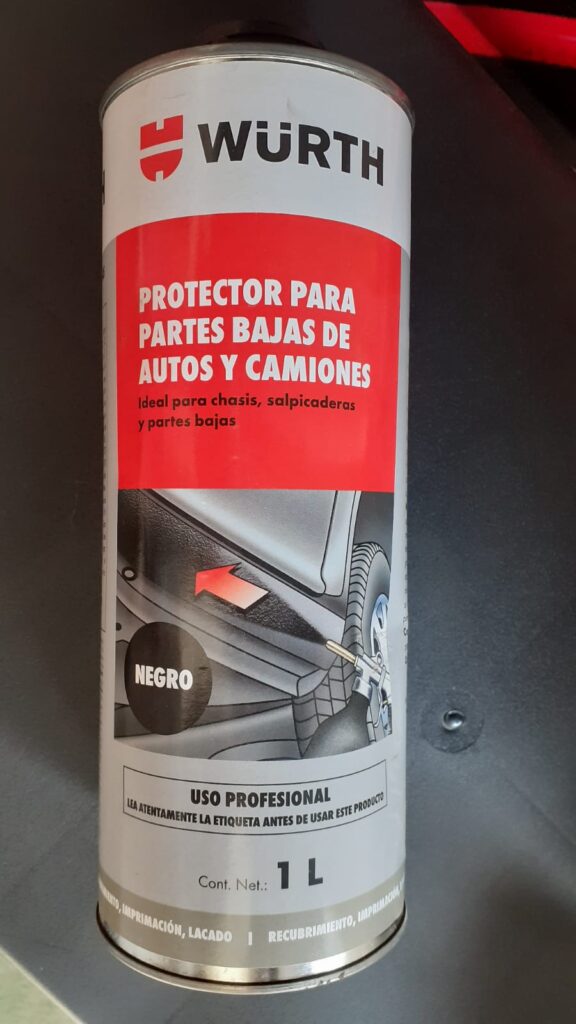 WÜRTH
PROTECTOR PARA
PARTES BAJAS DE
AUTOS Y CAMIONES
Ideal para chasis, salpicaderas
y partes bajas
NEGRO
USO PROFESIONAL
LEA ATENTAMENTE LA ETIQUETA ANTES DE USAR ESTE PRODUCTO
Cont. Net.: 1 L
IMPRIMACIÓN, LACADO | RECUBRIMIENTO, IMPRIMACIÓN,